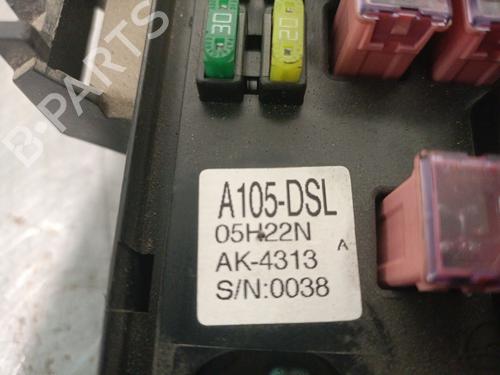 30
20
A105-DSL
05H22N
AK-4313 A
S/N:0038
B-PARTS